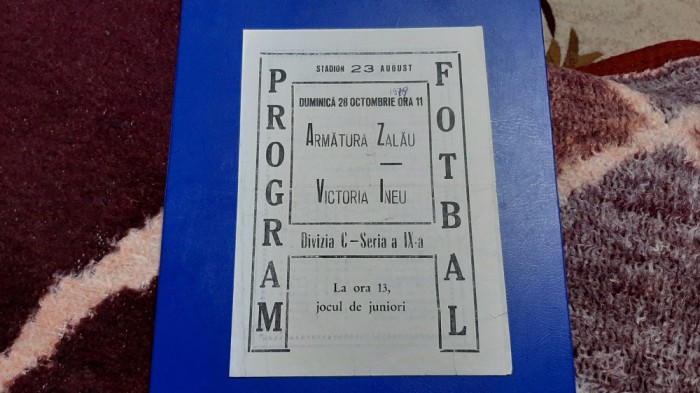 PROGRAM
FOTBAL
STADION 23 AUGUST
1979
DUMINICĂ 28 OCTOMBRIE ORA 11
ARMĂTURA ZALĂU
—
VICTORIA INEU
Divizia C — Seria a IX-a
La ora 13,
jocul de juniori